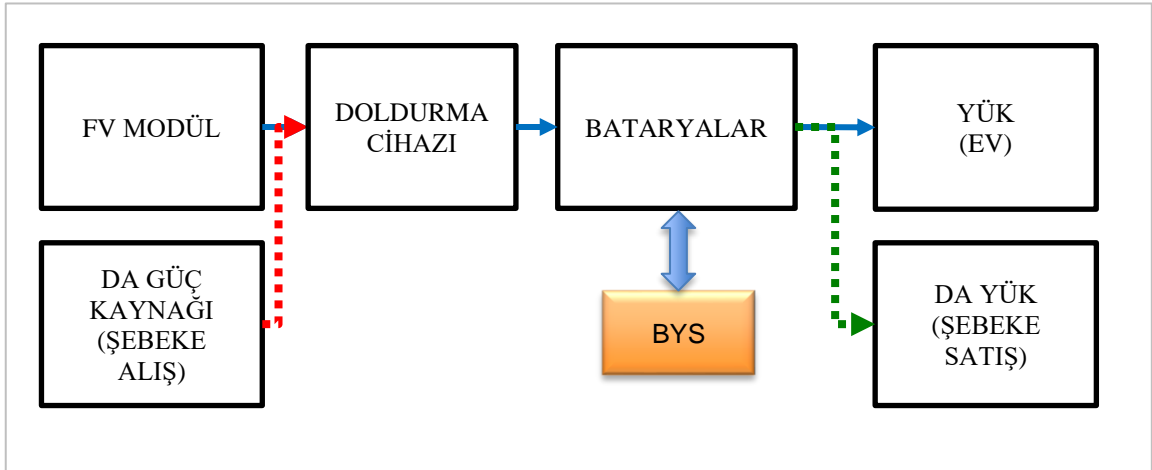 FV MODÜL
DOLDURMA
CİHAZI
BATARYALAR
YÜK
(EV)
DA GÜÇ
KAYNAĞI
(ŞEBEKE
ALIŞ)
BYS
DA YÜK
(ŞEBEKE
SATIŞ)